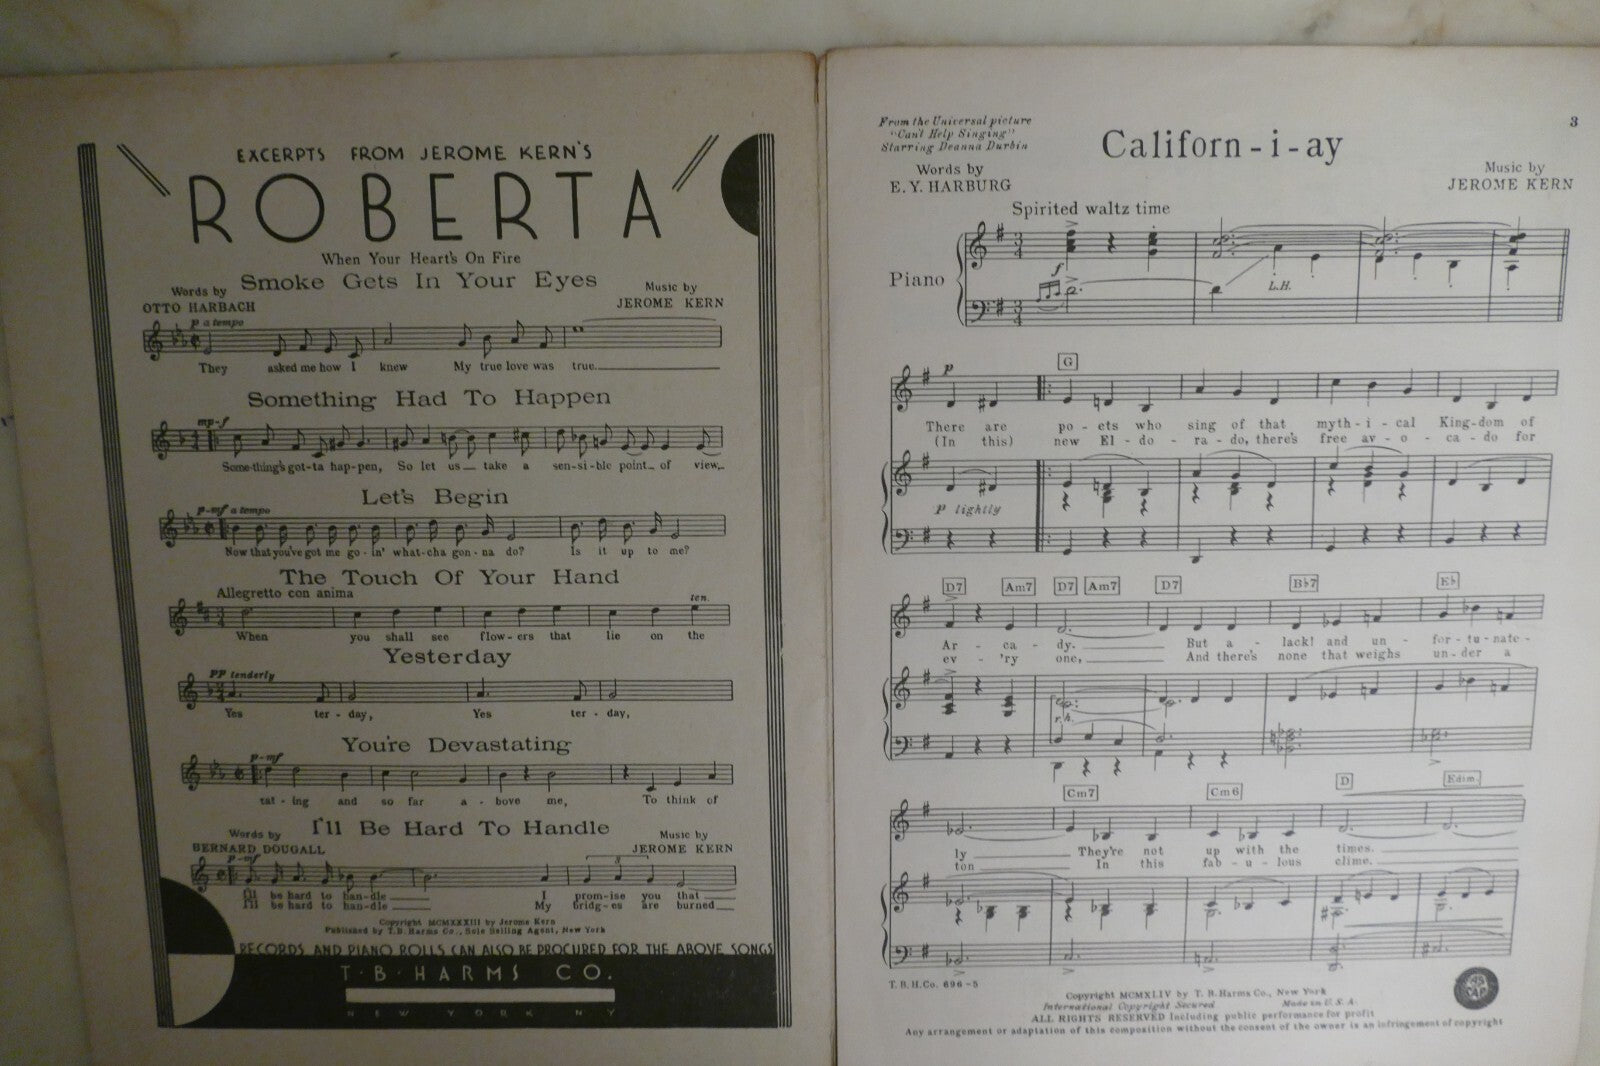 EXCERPTS FROM JEROME KERN'S
ROBERTA
When Your Heart's On Fire
Smoke Gets In Your Eyes
Words by
OTTO HARBACH
Music by
JEROME KERN
p a tempo
They asked me how I knew My true love was true.
Something Had To Happen
mp-f
Some-thing's got-ta hap-pen, So let us take a sen-si-ble point of view,
Let's Begin
p-mf a tempo
Now that you've got me go-in' what-cha gon-na do? Is it up to me?
The Touch Of Your Hand
Allegretto con anima
ten.
When you shall see flow-ers that lie on the
Yesterday
PP tenderly
Yes ter-day, Yes ter-day,
You're Devastating
p-mf
tat-ing and so far a-bove me, To think of
I'll Be Hard To Handle
Words by
BERNARD DOUGALL
Music by
JEROME KERN
p-mf
3
I'll be hard to han-dle I prom-ise you that
I'll be hard to han-dle My bridg-es are burned
Copyright MCMXXXIII by Jerome Kern
Published by T.B. Harms Co., Sole Selling Agent, New York
RECORDS AND PIANO ROLLS CAN ALSO BE PROCURED FOR THE ABOVE SONGS
T·B·HARMS CO.
NEW YORK NY
3
From the Universal picture
"Can't Help Singing"
Starring Deanna Durbin
Californ-i-ay
Words by
E. Y. HARBURG
Music by
JEROME KERN
Spirited waltz time
3
4
f
Piano
L.H.
3
4
p
G
There are po-ets who sing of that myth-i-cal King-dom of
(In this) new El-do-ra-do, there's free av-o-ca-do for
p lightly
D7 Am7 D7 Am7 D7 B♭7 E♭
Ar-ca-dy. But a-lack! and un-for-tu-nate-
ev-'ry one, And there's none that weighs un-der a
r.h.
Cm7 Cm6 D Edim.
ly They're not up with the times.
ton In this fab-u-lous clime.
T. B. H. Co. 696-5
Copyright MCMXLIV by T. B. Harms Co., New York
International Copyright Secured Made in U. S. A.
ALL RIGHTS RESERVED Including public performance for profit
Any arrangement or adaptation of this composition without the consent of the owner is an infringement of copyright